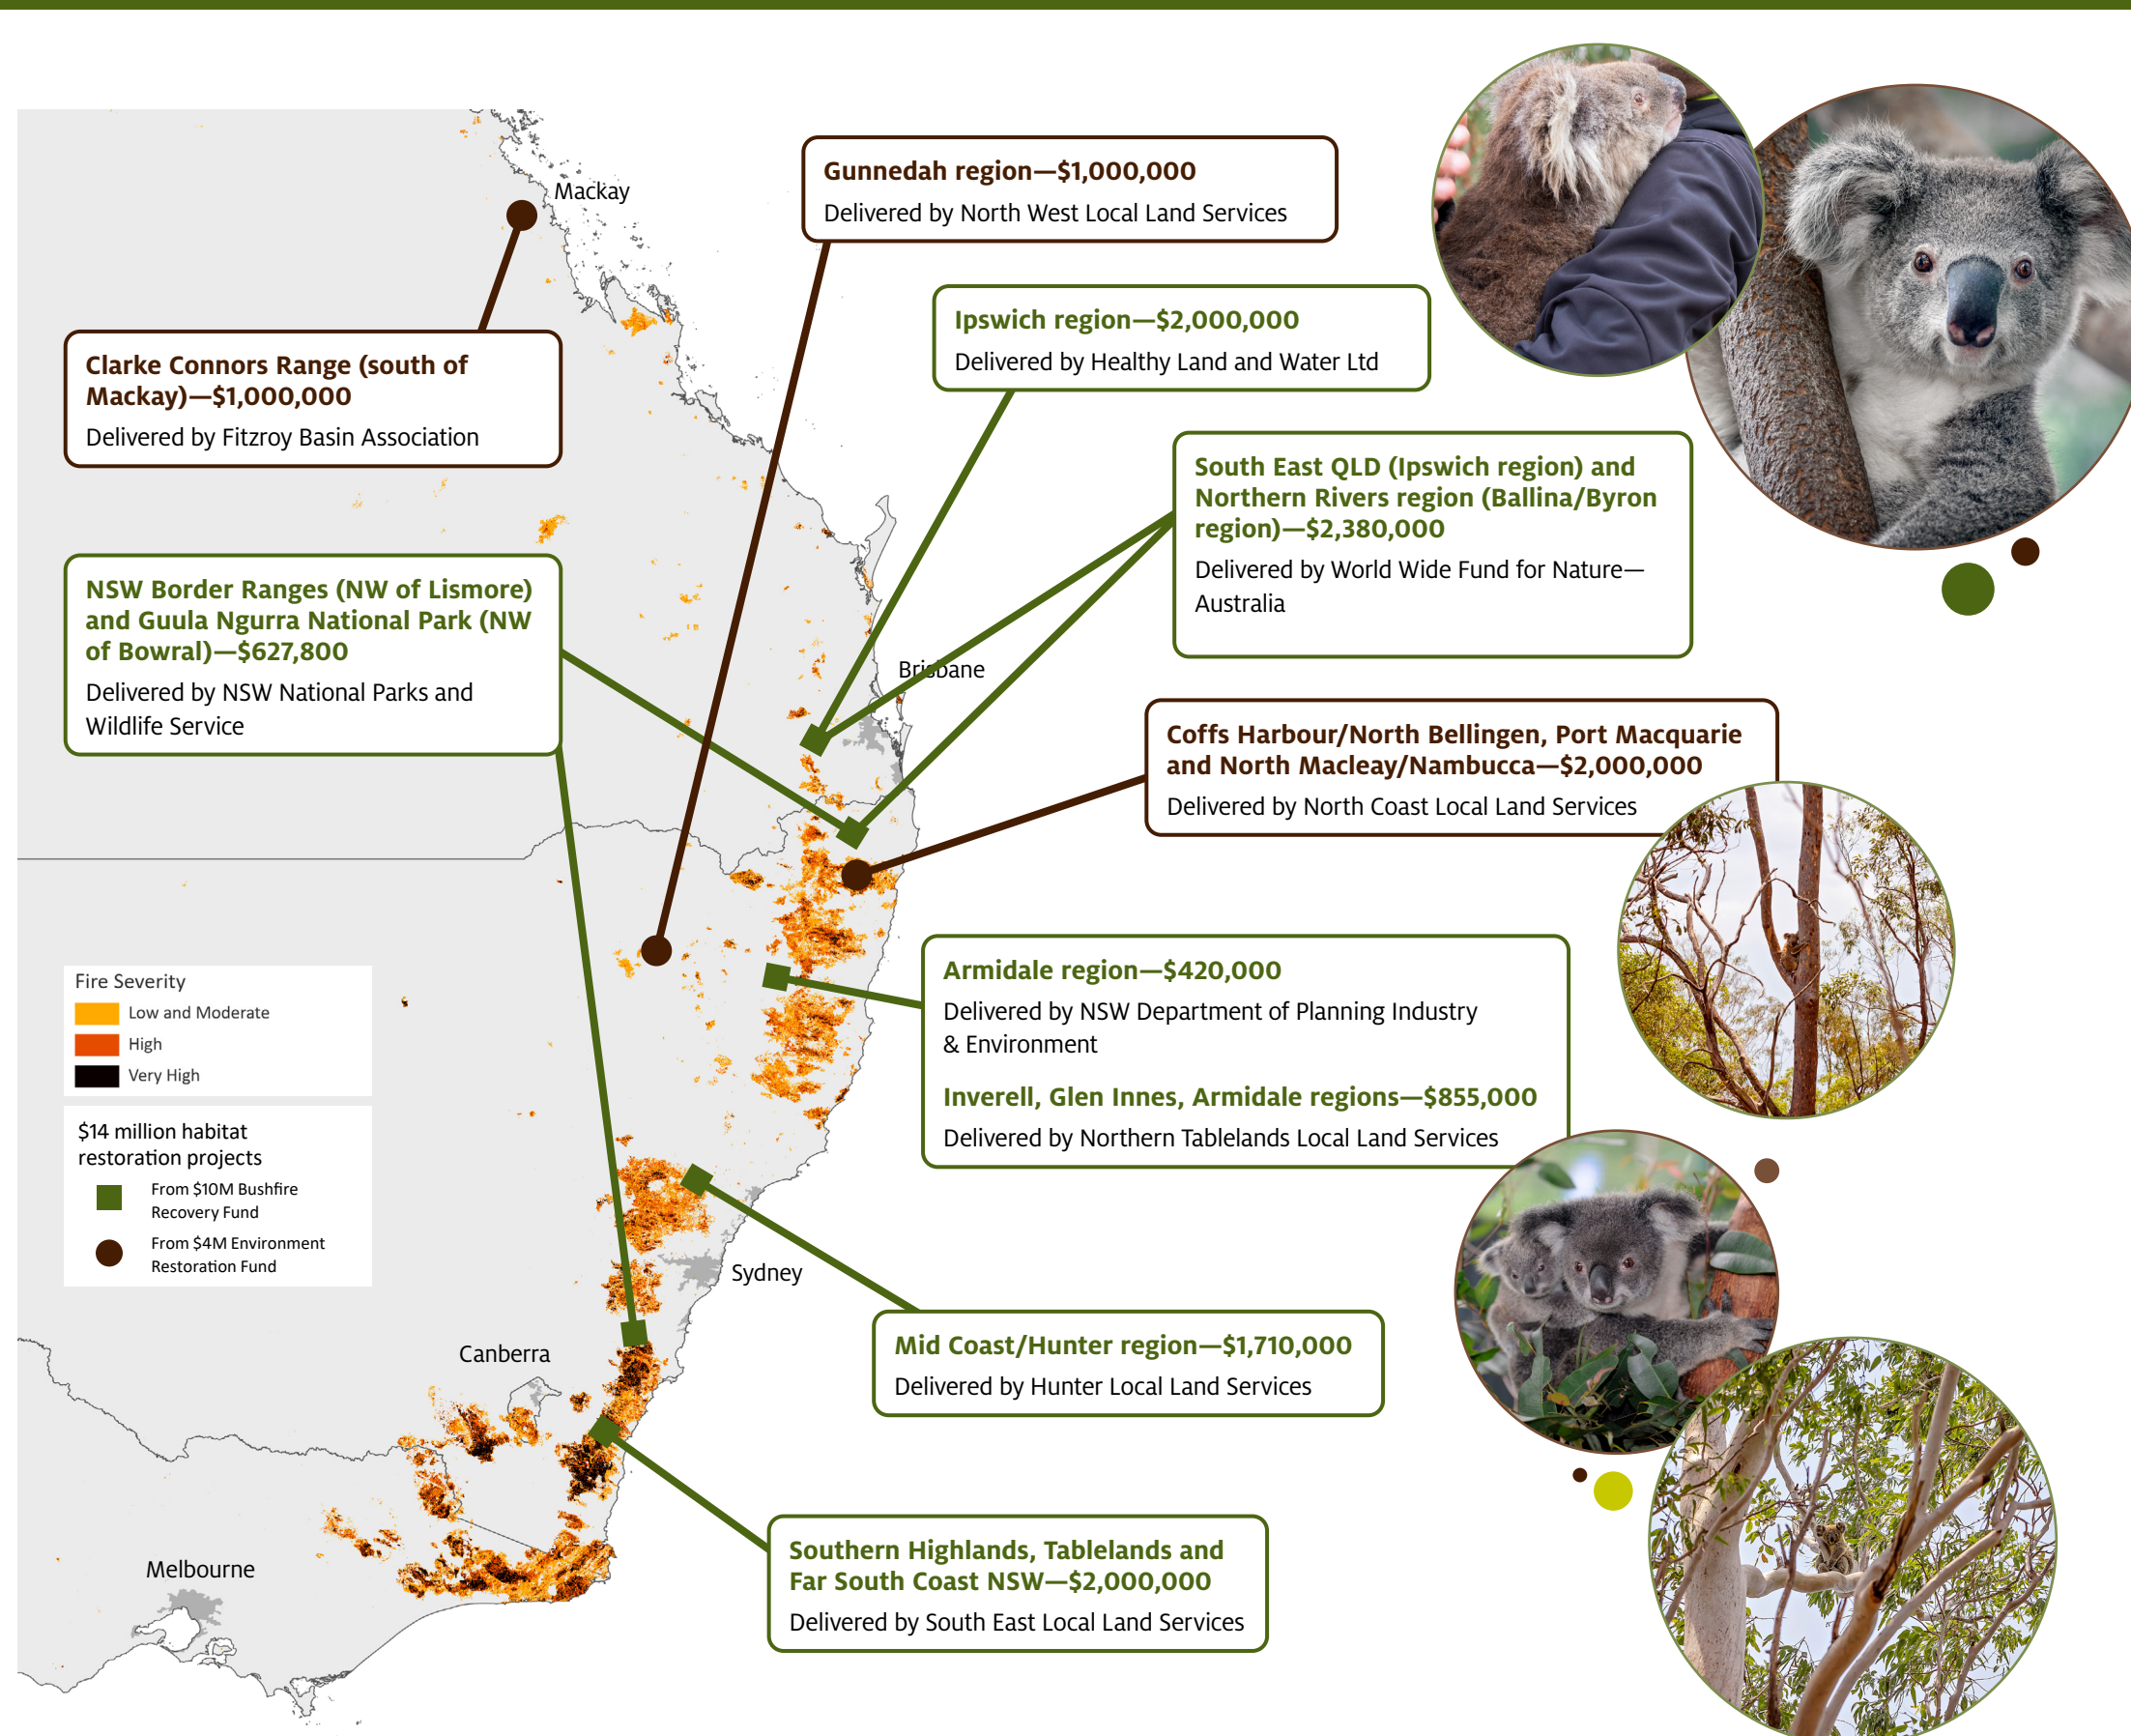 Mackay
Gunnedah region—$1,000,000
Delivered by North West Local Land Services
Ipswich region—$2,000,000
Delivered by Healthy Land and Water Ltd
Clarke Connors Range (south of
Mackay)—$1,000,000
Delivered by Fitzroy Basin Association
South East QLD (Ipswich region) and
Northern Rivers region (Ballina/Byron
region)—$2,380,000
Delivered by World Wide Fund for Nature—
Australia
NSW Border Ranges (NW of Lismore)
and Guula Ngurra National Park (NW
of Bowral)—$627,800
Delivered by NSW National Parks and
Wildlife Service
Brisbane
Coffs Harbour/North Bellingen, Port Macquarie
and North Macleay/Nambucca—$2,000,000
Delivered by North Coast Local Land Services
Armidale region—$420,000
Delivered by NSW Department of Planning Industry
& Environment
Inverell, Glen Innes, Armidale regions—$855,000
Delivered by Northern Tablelands Local Land Services
Fire Severity
Low and Moderate
High
Very High
$14 million habitat
restoration projects
From $10M Bushfire
Recovery Fund
From $4M Environment
Restoration Fund
Sydney
Mid Coast/Hunter region—$1,710,000
Delivered by Hunter Local Land Services
Canberra
Southern Highlands, Tablelands and
Far South Coast NSW—$2,000,000
Delivered by South East Local Land Services
Melbourne